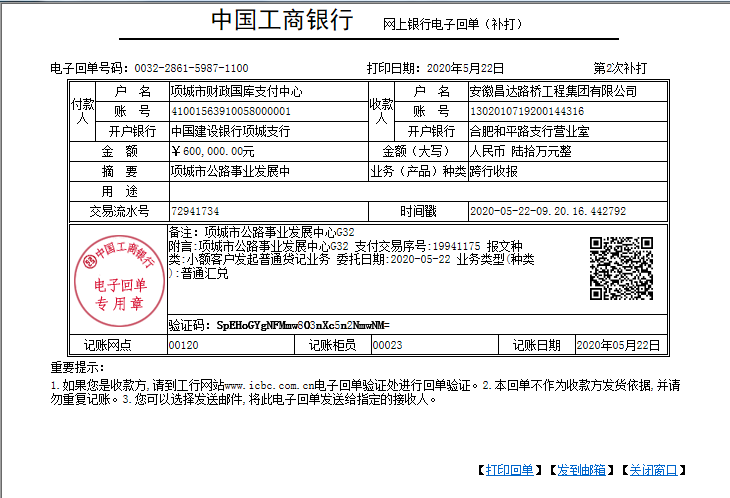 中国工商银行 网上银行电子回单（补打）
电子回单号码：0032-2861-5987-1100 打印日期：2020年5月22日 第2次补打
付款人 户 名 项城市财政国库支付中心 收款人 户 名 安徽昌达路桥工程集团有限公司
账 号 41001563910058000001 账 号 1302010719200144316
开户银行 中国建设银行项城支行 开户银行 合肥和平路支行营业室
金 额 ￥600,000.00元 金额（大写） 人民币 陆拾万元整
摘 要 项城市公路事业发展中 业务（产品）种类 跨行收报
用 途
交易流水号 72941734 时间戳 2020-05-22-09.20.16.442792
备注：项城市公路事业发展中心G32
附言:项城市公路事业发展中心G32 支付交易序号:19941175 报文种
类:小额客户发起普通贷记业务 委托日期:2020-05-22 业务类型(种类
):普通汇兑
中国工商银行
电子回单
专用章
验证码：SpEHoGYgNFMmw8O3nXc5n2NmwNM=
记账网点 00120 记账柜员 00023 记账日期 2020年05月22日
重要提示：
1.如果您是收款方,请到工行网站www.icbc.com.cn电子回单验证处进行回单验证。2.本回单不作为收款方发货依据,并请
勿重复记账。3.您可以选择发送邮件,将此电子回单发送给指定的接收人。
【打印回单】【发到邮箱】【关闭窗口】